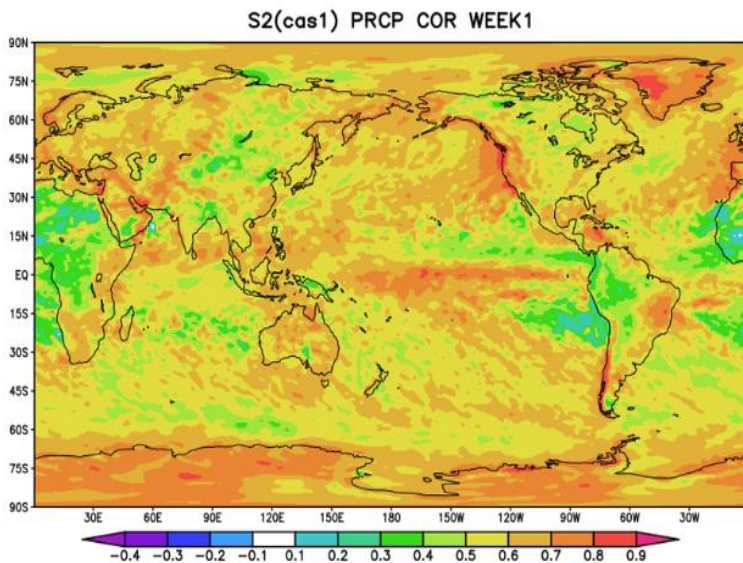 S2(cas1) PRCP COR WEEK1
90N
75N
60N
45N
30N
15N
EQ
15S
30S
45S
60S
75S
90S
30E 60E 90E 120E 150E 180 150W 120W 90W 60W 30W
-0.4 -0.3 -0.2 -0.1 0.1 0.2 0.3 0.4 0.5 0.6 0.7 0.8 0.9